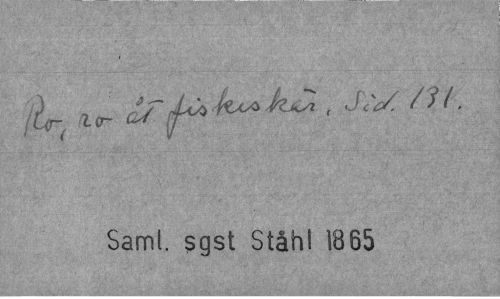 Ro, ro åt fiskeskär. Sid. 131.
Saml. sgst Ståhl 1865